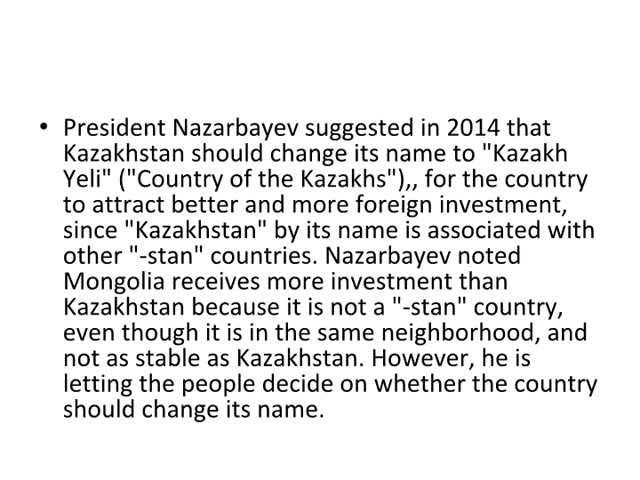 • President Nazarbayev suggested in 2014 that
Kazakhstan should change its name to "Kazakh
Yeli" ("Country of the Kazakhs"),, for the country
to attract better and more foreign investment,
since "Kazakhstan" by its name is associated with
other "-stan" countries. Nazarbayev noted
Mongolia receives more investment than
Kazakhstan because it is not a "-stan" country,
even though it is in the same neighborhood, and
not as stable as Kazakhstan. However, he is
letting the people decide on whether the country
should change its name.